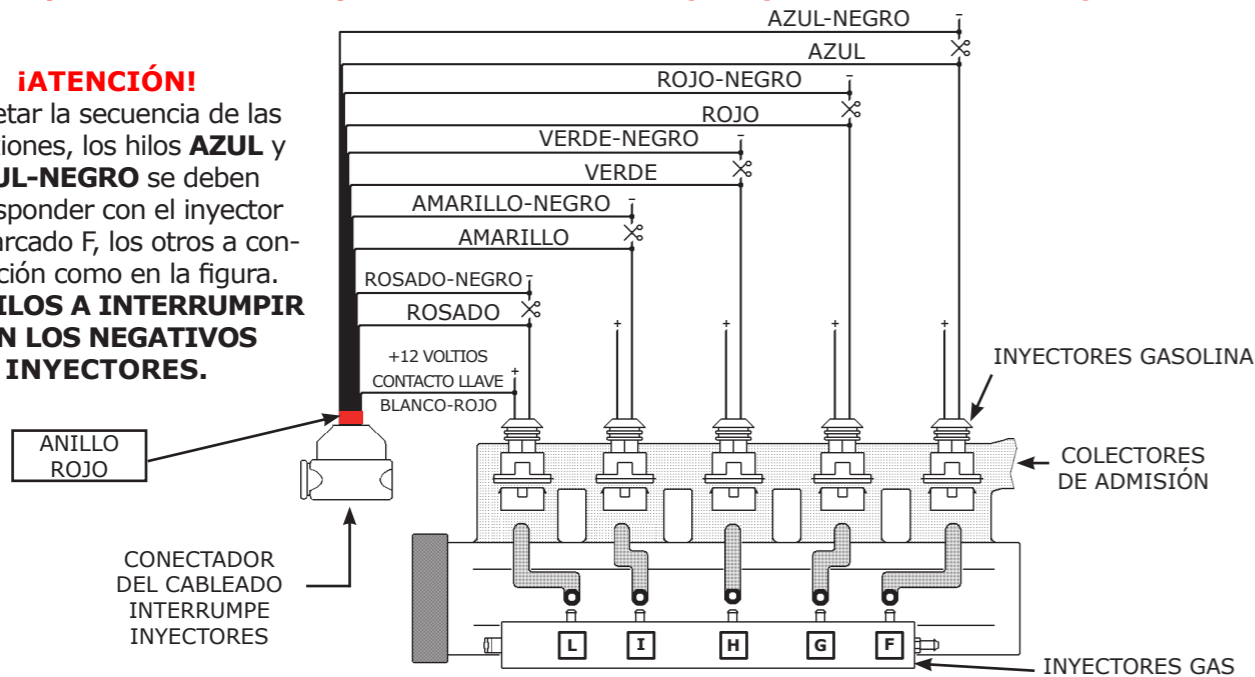 ¡ATENCIÓN!
etar la secuencia de las
iones, los hilos AZUL y
UL-NEGRO se deben
sponder con el inyector
arcado F, los otros a con-
ción como en la figura.
ILOS A INTERRUMPIR
N LOS NEGATIVOS
INYECTORES.
AZUL-NEGRO
-
AZUL
ROJO-NEGRO
-
ROJO
VERDE-NEGRO
-
VERDE
AMARILLO-NEGRO
-
AMARILLO
ROSADO-NEGRO
-
ROSADO
+12 VOLTIOS
CONTACTO LLAVE
BLANCO-ROJO
+
+
+
+
+
INYECTORES GASOLINA
ANILLO
ROJO
COLECTORES
DE ADMISIÓN
CONECTADOR
DEL CABLEADO
INTERRUMPE
INYECTORES
L
I
H
G
F
INYECTORES GAS